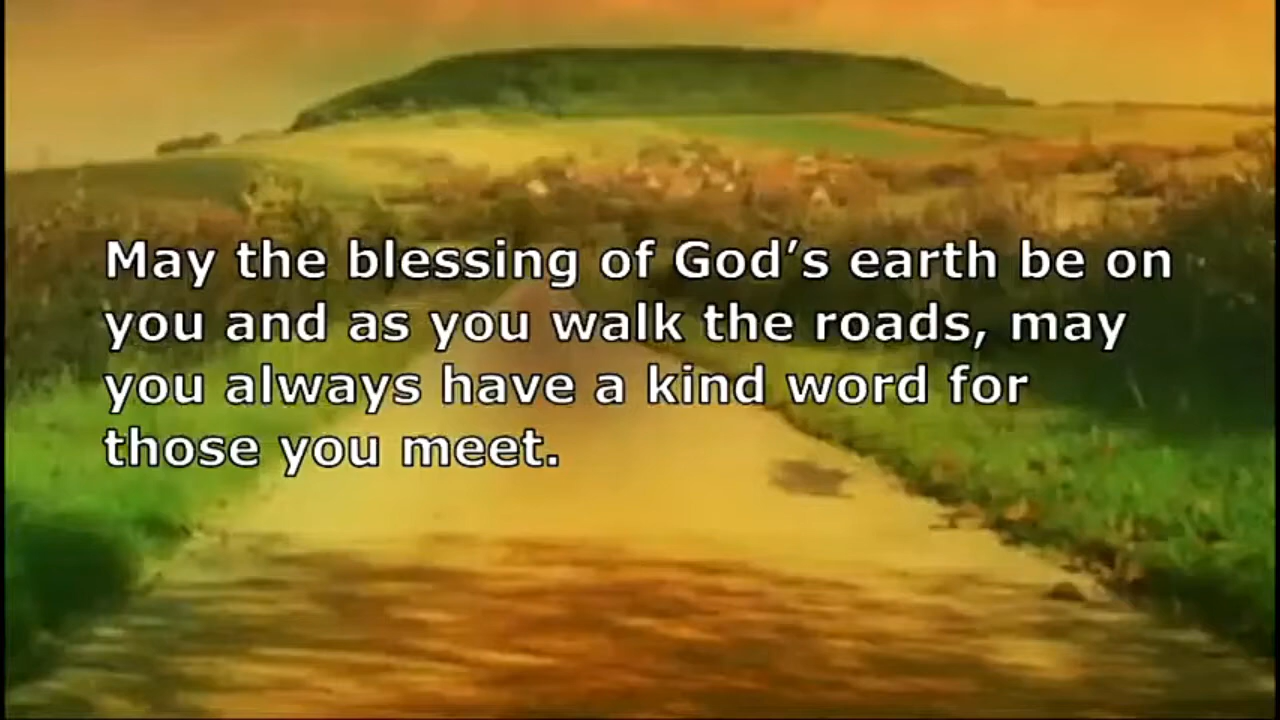 May the blessing of God’s earth be on
you and as you walk the roads, may
you always have a kind word for
those you meet.